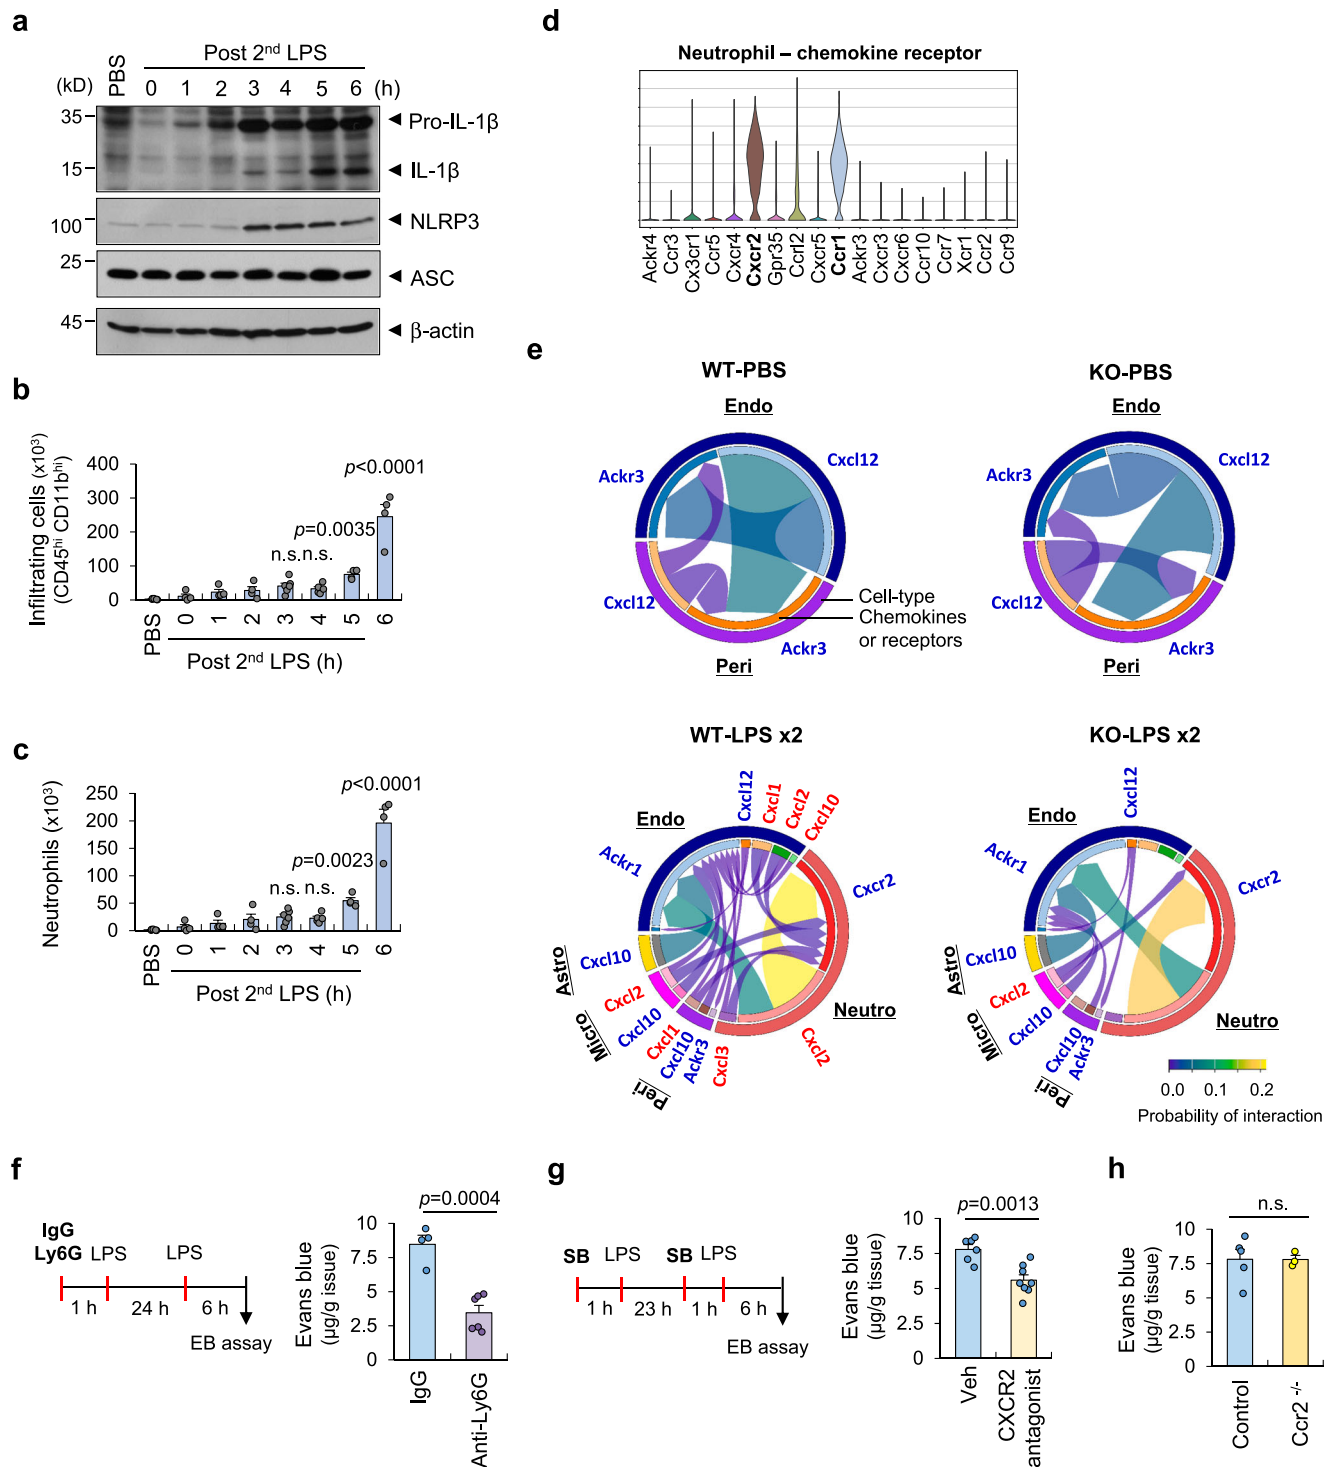 a
PBS
Post 2nd LPS
(kD)
0 1 2 3 4 5 6 (h)
35
Pro-IL-1β
15
IL-1β
100
NLRP3
25
ASC
45
β-actin
b
Infiltrating cells (x10³)
(CD45hi CD11bhi)
400
300
200
100
0
n.s.
n.s.
p=0.0035
p<0.0001
PBS 0 1 2 3 4 5 6
Post 2nd LPS (h)
c
Neutrophils (x10³)
250
200
150
100
50
0
n.s.
n.s.
p=0.0023
p<0.0001
PBS 0 1 2 3 4 5 6
Post 2nd LPS (h)
d
Neutrophil – chemokine receptor
Ackr4 Ccr3 Cx3cr1 Ccr5 Cxcr4 Cxcr2 Gpr35 Ccrl2 Cxcr5 Ccr1 Ackr3 Cxcr3 Cxcr6 Ccr10 Ccr7 Xcr1 Ccr2 Ccr9
e
WT-PBS
Endo
Ackr3
Cxcl12
Cxcl12
Ackr3
Peri
Cell-type
Chemokines
or receptors
KO-PBS
Endo
Ackr3
Cxcl12
Cxcl12
Ackr3
Peri
WT-LPS x2
Endo
Cxcl12
Cxcl1
Cxcl2
Cxcl10
Ackr1
Cxcr2
Cxcl10
Astro
Cxcl2
Cxcl10
Micro
Cxcl1
Cxcl10
Ackr3
Peri
Cxcl3
Cxcl2
Neutro
KO-LPS x2
Endo
Cxcl12
Ackr1
Cxcr2
Cxcl10
Astro
Cxcl2
Cxcl10
Micro
Cxcl10
Ackr3
Peri
Neutro
0.0 0.1 0.2
Probability of interaction
f
IgG
Ly6G LPS LPS
1 h 24 h 6 h
EB assay
Evans blue
(μg/g tissue)
10
7.5
5
2.5
0
p=0.0004
IgG
Anti-Ly6G
g
SB LPS SB LPS
1 h 23 h 1 h 6 h
EB assay
Evans blue
(μg/g tissue)
10
7.5
5
2.5
0
p=0.0013
Veh
CXCR2
antagonist
h
Evans blue
(μg/g tissue)
10
7.5
5
2.5
0
n.s.
Control
Ccr2 -/-